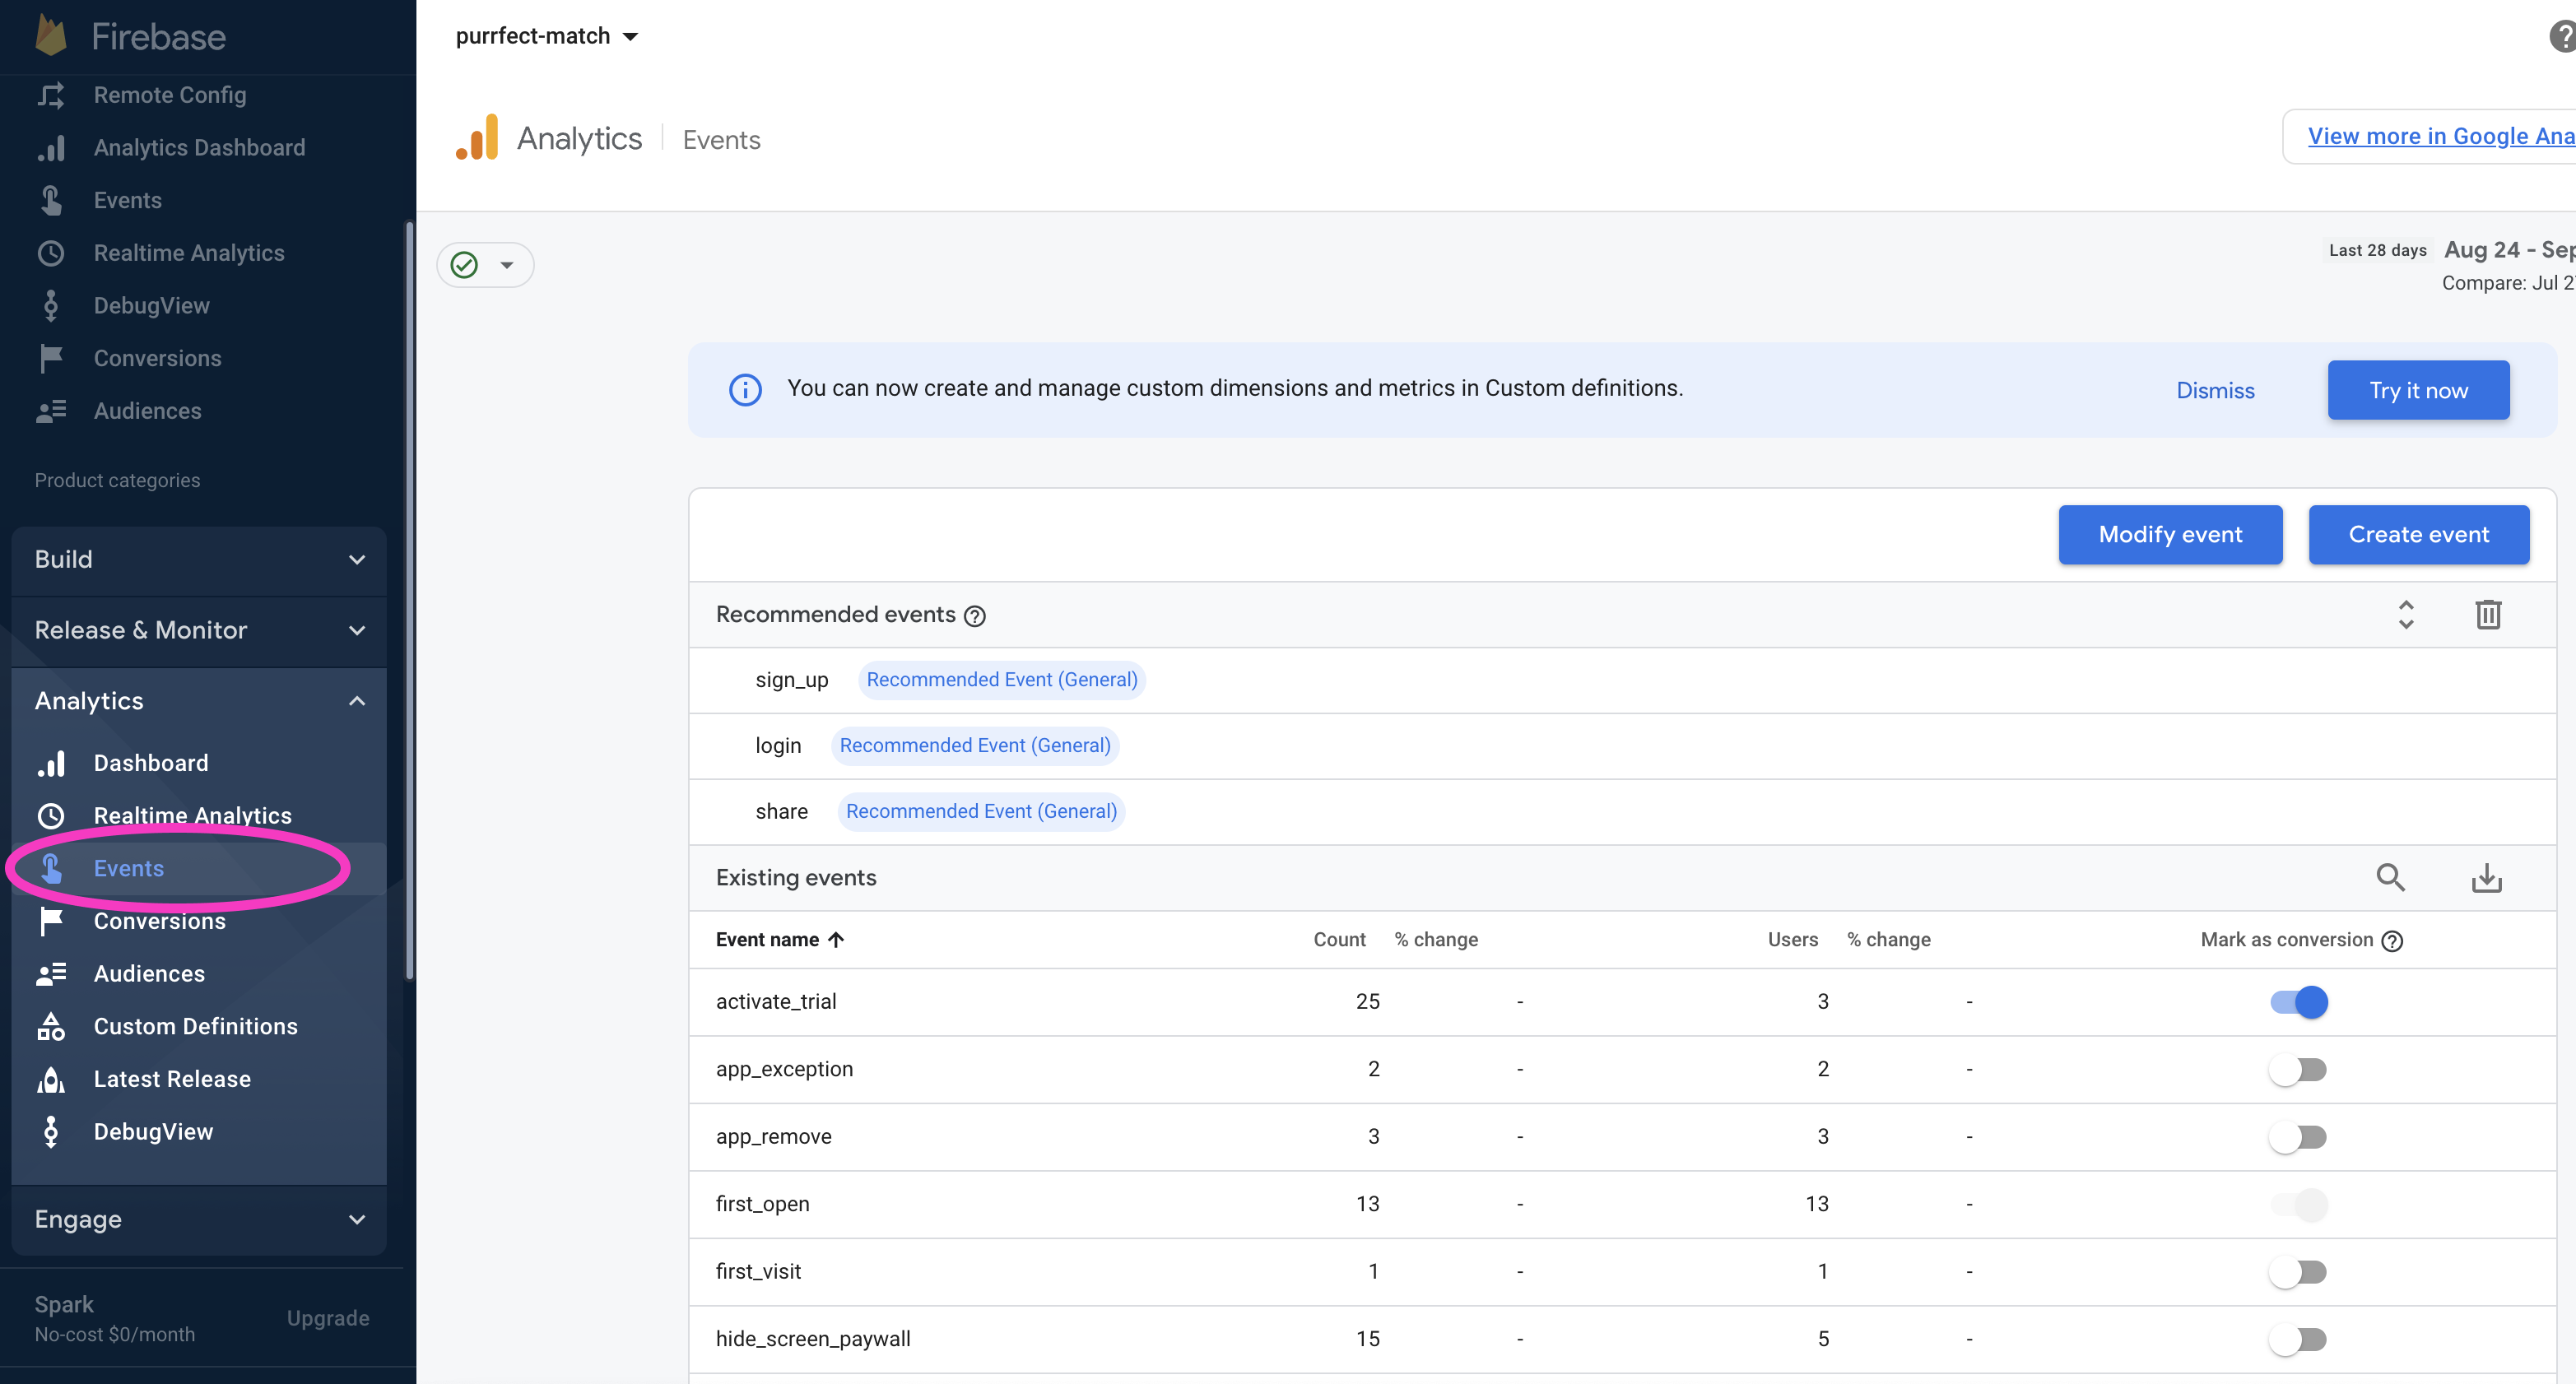 Firebase
Remote Config
Analytics Dashboard
Events
Realtime Analytics
DebugView
Conversions
Audiences
Product categories
Build
Release & Monitor
Analytics
Dashboard
Realtime Analytics
Events
Conversions
Audiences
Custom Definitions
Latest Release
DebugView
Engage
Spark
No-cost $0/month
Upgrade
purrfect-match
Analytics
Events
View more in Google Ana
Last 28 days Aug 24 - Sep
Compare: Jul 2
You can now create and manage custom dimensions and metrics in Custom definitions. Dismiss Try it now
Modify event Create event
Recommended events
sign_up Recommended Event (General)
login Recommended Event (General)
share Recommended Event (General)
Existing events
Event name Count % change Users % change Mark as conversion
activate_trial 25 - 3 -
app_exception 2 - 2 -
app_remove 3 - 3 -
first_open 13 - 13 -
first_visit 1 - 1 -
hide_screen_paywall 15 - 5 -